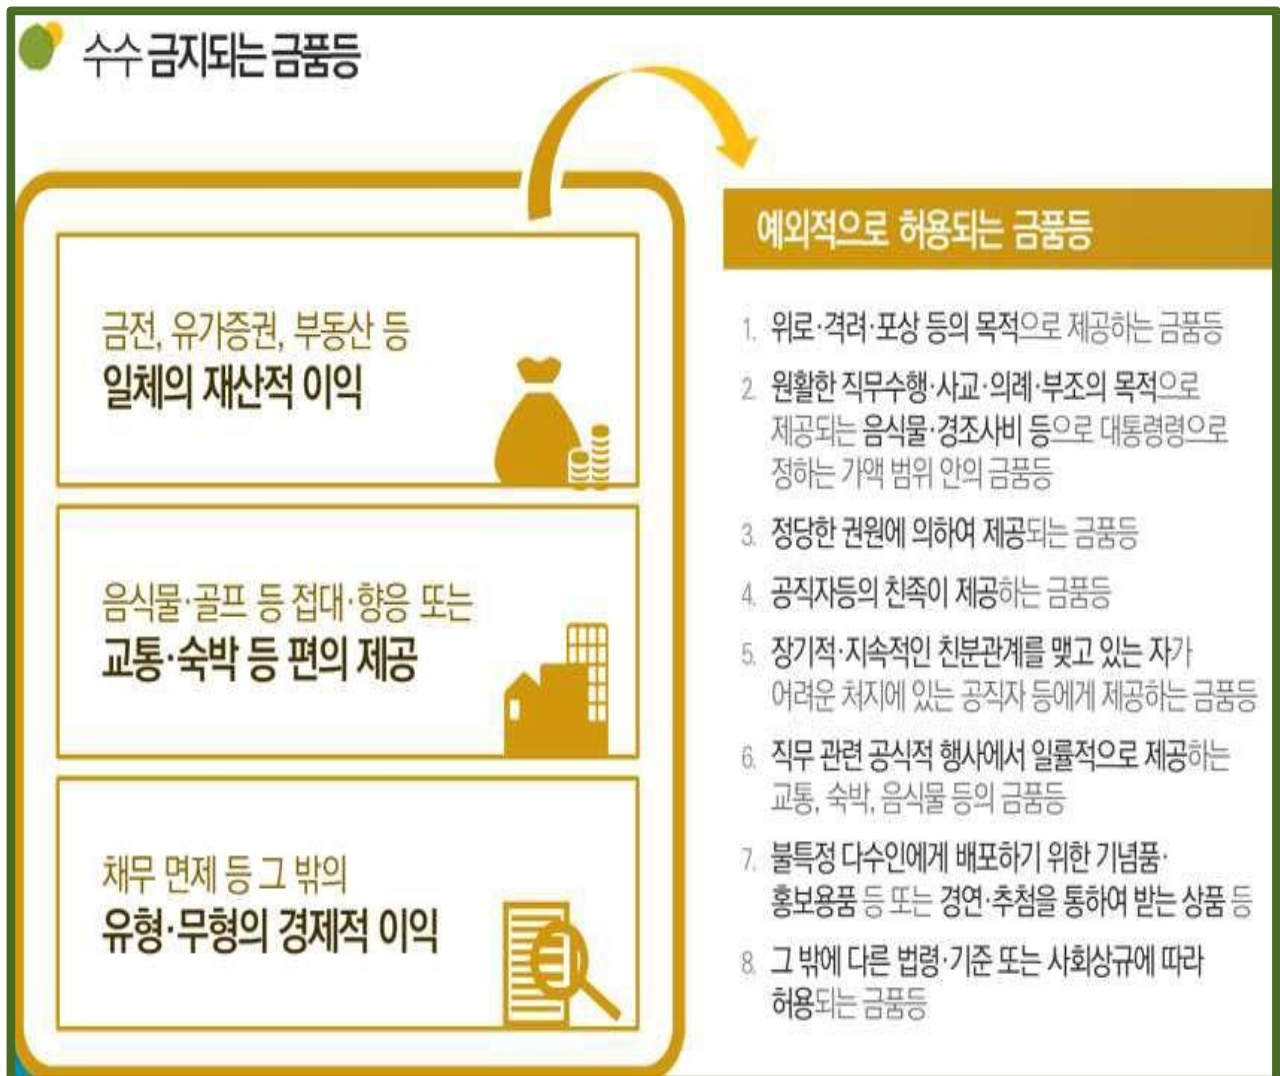 수수 금지되는 금품등
금전, 유가증권, 부동산 등
일체의 재산적 이익
음식물·골프 등 접대·향응 또는
교통·숙박 등 편의 제공
채무 면제 등 그 밖의
유형·무형의 경제적 이익
예외적으로 허용되는 금품등
1. 위로·격려·포상 등의 목적으로 제공하는 금품등
2. 원활한 직무수행·사교·의례·부조의 목적으로
제공되는 음식물·경조사비 등으로 대통령령으로
정하는 가액 범위 안의 금품등
3. 정당한 권원에 의하여 제공되는 금품등
4. 공직자등의 친족이 제공하는 금품등
5. 장기적·지속적인 친분관계를 맺고 있는 자가
어려운 처지에 있는 공직자 등에게 제공하는 금품등
6. 직무 관련 공식적 행사에서 일률적으로 제공하는
교통, 숙박, 음식물 등의 금품등
7. 불특정 다수인에게 배포하기 위한 기념품·
홍보용품 등 또는 경연·추첨을 통하여 받는 상품 등
8. 그 밖에 다른 법령·기준 또는 사회상규에 따라
허용되는 금품등